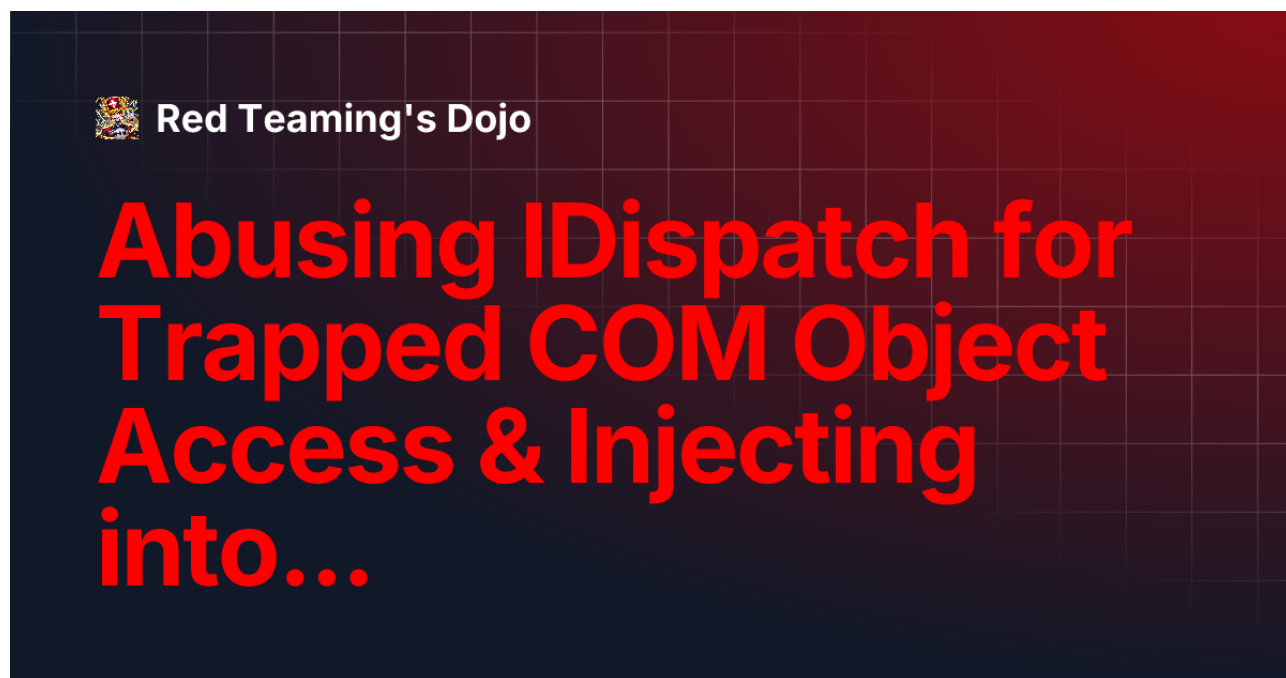 Red Teaming's Dojo
Abusing IDispatch for
Trapped COM Object
Access & Injecting
into...